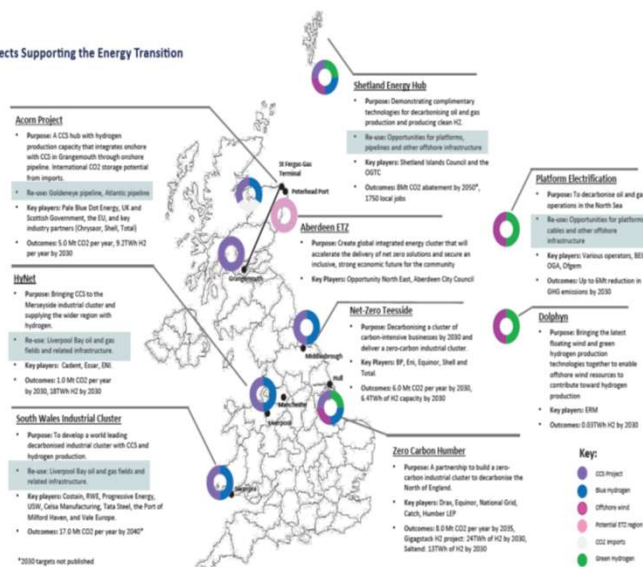 ects Supporting the Energy Transition
Acorn Project
• Purpose: A CCS hub with hydrogen
production capacity that integrates onshore
with CCS in Grangemouth through onshore
pipeline. International CO2 storage potential
from imports.
• Re-use: Goldeneye pipeline, Atlantic pipeline
• Key players: Pale Blue Dot Energy, UK and
Scottish Government, the EU, and key
industry partners (Chrysaor, Shell, Total)
• Outcomes: 5.0 Mt CO2 per year, 9.2TWh H2
per year by 2030
HyNet
• Purpose: Bringing CCS to the
Merseyside industrial cluster and
supplying the wider region with
hydrogen.
• Re-use: Liverpool Bay oil and gas
fields and related infrastructure.
• Key players: Cadent, Essar, ENI.
• Outcomes: 1.0 Mt CO2 per year
by 2030, 18TWh H2 by 2030
South Wales Industrial Cluster
• Purpose: To develop a world leading
decarbonised industrial cluster with CCS and
hydrogen production.
• Re-use: Liverpool Bay oil and gas fields and
related infrastructure.
• Key players: Costain, RWE, Progressive Energy,
USW, Celsa Manufacturing, Tata Steel, the Port of
Milford Haven, and Vale Europe.
• Outcomes: 17.0 Mt CO2 per year by 2040*
*2030 targets not published
St Fergus Gas
Terminal
Peterhead Port
Grangemouth
Middlesbrough
Hull
Manchester
Liverpool
Swansea
Shetland Energy Hub
• Purpose: Demonstrating complimentary
technologies for decarbonising oil and gas
production and producing clean H2.
• Re-use: Opportunities for platforms,
pipelines and other offshore infrastructure
• Key players: Shetland Islands Council and the
OGTC
• Outcomes: 8Mt CO2 abatement by 2050*,
1750 local jobs
Aberdeen ETZ
• Purpose: Create global integrated energy cluster that will
accelerate the delivery of net zero solutions and secure an
inclusive, strong economic future for the community
• Key Players: Opportunity North East, Aberdeen City Council
Net-Zero Teesside
• Purpose: Decarbonising a cluster of
carbon-intensive businesses by 2030 and
deliver a zero-carbon industrial cluster.
• Key Players: BP, Eni, Equinor, Shell and
Total.
• Outcomes: 6.0 Mt CO2 per year by 2030,
6.4TWh of H2 capacity by 2030
Zero Carbon Humber
• Purpose: A partnership to build a zero-
carbon industrial cluster to decarbonise the
North of England.
• Key players: Drax, Equinor, National Grid,
Catch, Humber LEP
• Outcomes: 8.0 Mt CO2 per year by 2035,
Gigastack H2 project: 24TWh of H2 by 2030,
Saltend: 13TWh of H2 by 2030
Platform Electrification
• Purpose: To decarbonise oil and ga
operations in the North Sea
• Re-use: Opportunities for platforms
cables and other offshore
infrastructure
• Key players: Various operators, BEI
OGA, Ofgem
• Outcomes: Up to 6Mt reduction in
GHG emissions by 2030
Dolphyn
• Purpose: Bringing the latest
floating wind and green
hydrogen production
technologies together to enable
offshore wind resources to
contribute toward hydrogen
production
• Key players: ERM
• Outcomes: 0.03TWh H2 by 2030
Key:
CCS Project
Blue Hydrogen
Offshore wind
Potential ETZ region
CO2 imports
Green Hydrogen